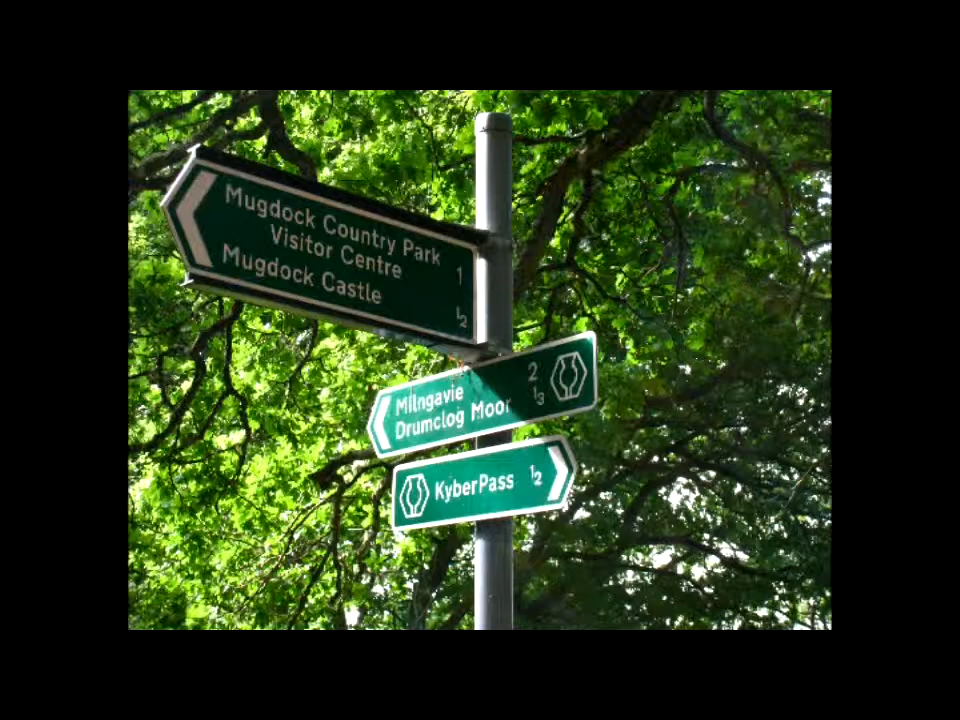 Mugdock Country Park
Visitor Centre 1
Mugdock Castle ½
Milngavie 2
Drumclog Moor ⅓
KyberPass ½